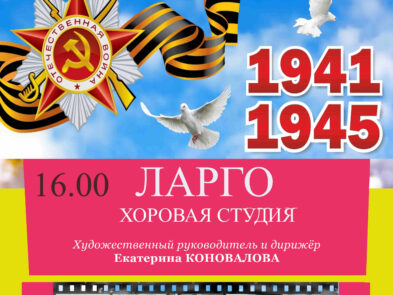 ОТЕЧЕСТВЕННАЯ ВОЙНА
1941
1945
16.00 ЛАРГО
ХОРОВАЯ СТУДИЯ
Художественный руководитель и дирижёр
Екатерина КОНОВАЛОВА